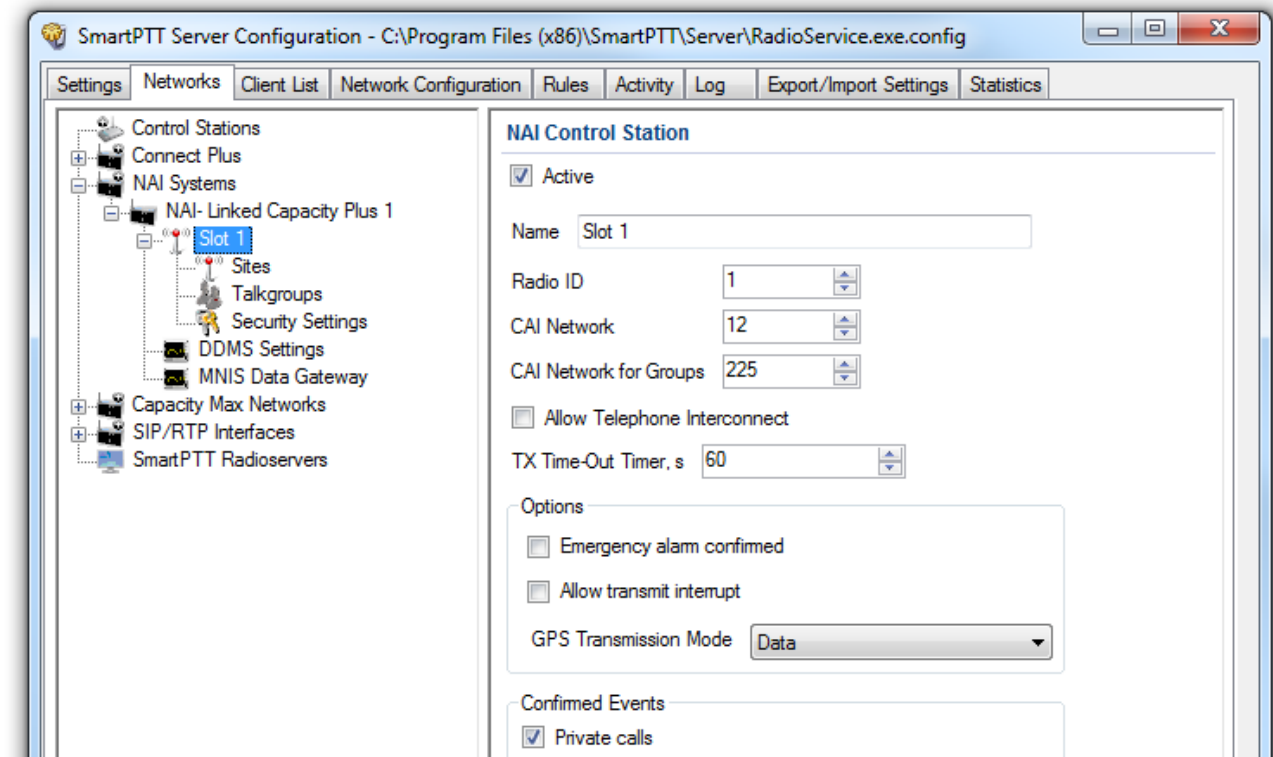 SmartPTT Server Configuration - C:\Program Files (x86)\SmartPTT\Server\RadioService.exe.config
Settings Networks Client List Network Configuration Rules Activity Log Export/Import Settings Statistics
Control Stations
Connect Plus
NAI Systems
NAI- Linked Capacity Plus 1
Slot 1
Sites
Talkgroups
Security Settings
DDMS Settings
MNIS Data Gateway
Capacity Max Networks
SIP/RTP Interfaces
SmartPTT Radioservers
NAI Control Station
Active
Name Slot 1
Radio ID 1
CAI Network 12
CAI Network for Groups 225
Allow Telephone Interconnect
TX Time-Out Timer, s 60
Options
Emergency alarm confirmed
Allow transmit interrupt
GPS Transmission Mode Data
Confirmed Events
Private calls